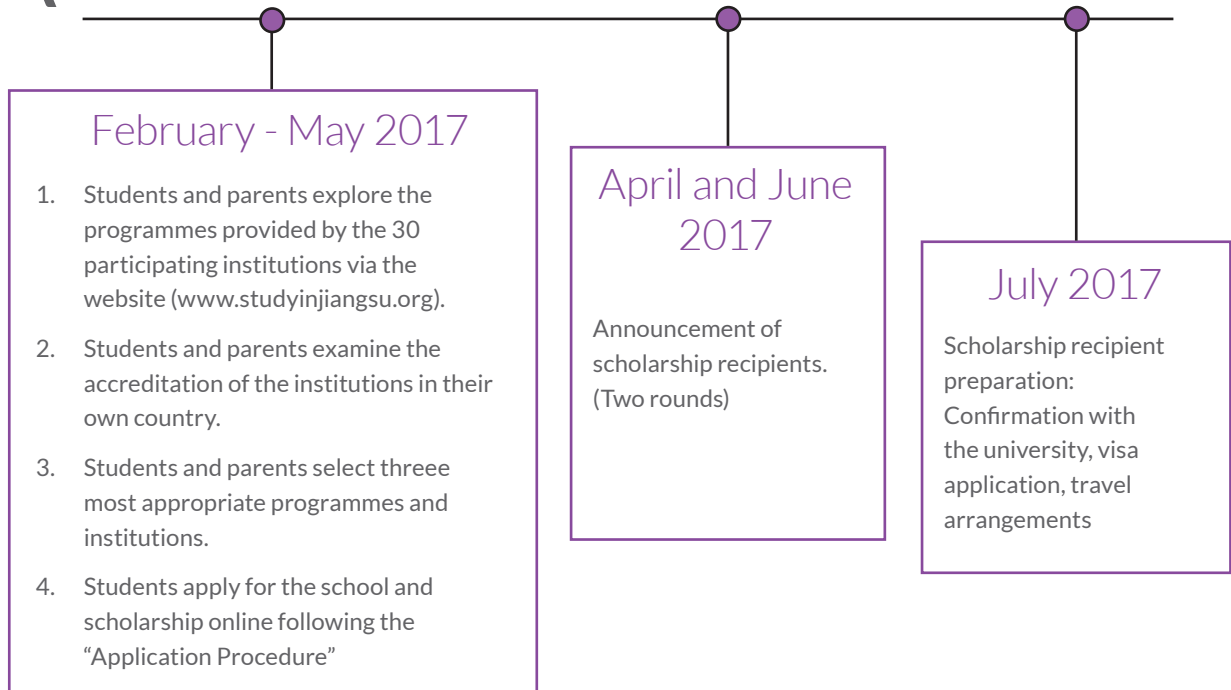 February - May 2017
1. Students and parents explore the
programmes provided by the 30
participating institutions via the
website (www.studyinjiangsu.org).
2. Students and parents examine the
accreditation of the institutions in their
own country.
3. Students and parents select threee
most appropriate programmes and
institutions.
4. Students apply for the school and
scholarship online following the
“Application Procedure”
April and June
2017
Announcement of
scholarship recipients.
(Two rounds)
July 2017
Scholarship recipient
preparation:
Confirmation with
the university, visa
application, travel
arrangements